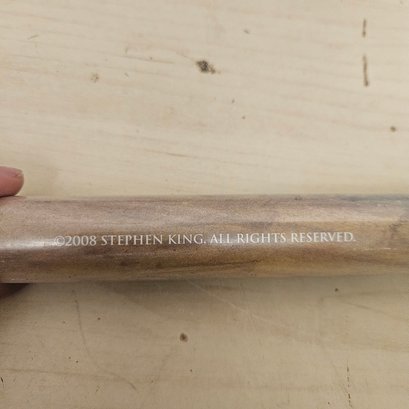 ©2008 STEPHEN KING. ALL RIGHTS RESERVED.